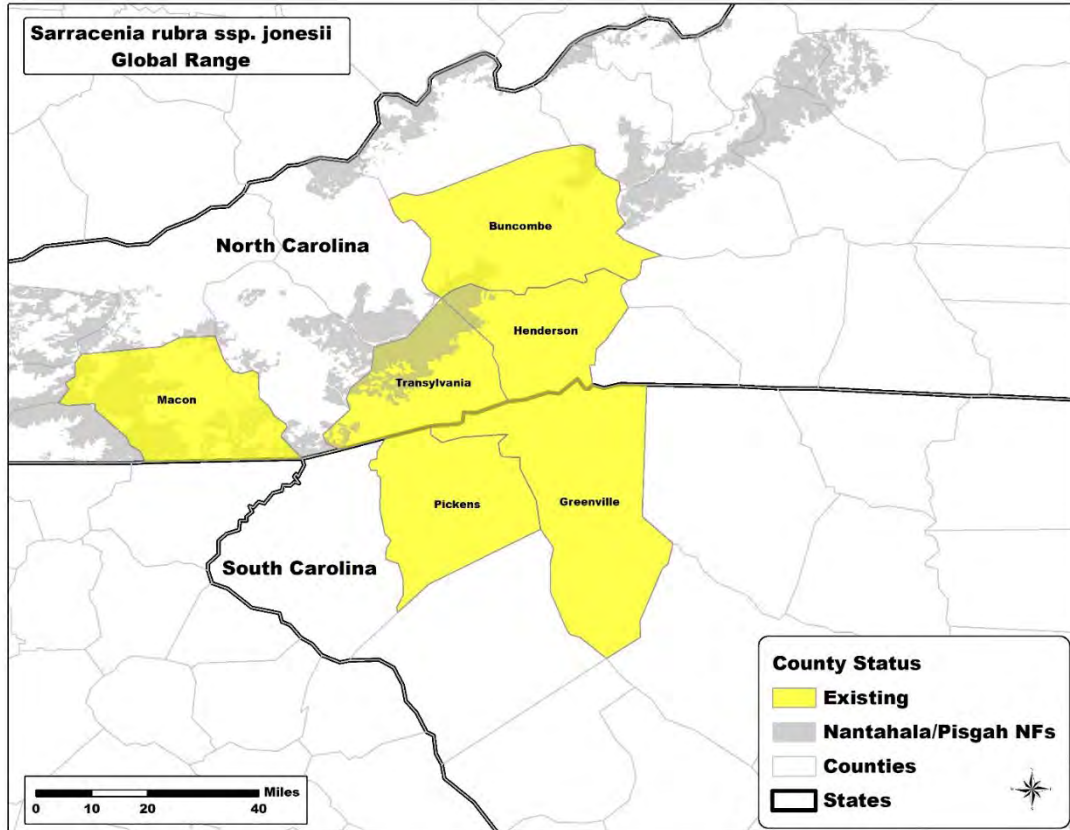 Sarracenia rubra ssp. jonesii
Global Range
Buncombe
North Carolina
Henderson
Transylvania
Macon
Pickens
Greenville
South Carolina
County Status
Existing
Nantahala/Pisgah NFs
Counties
States
Miles
0 10 20 40